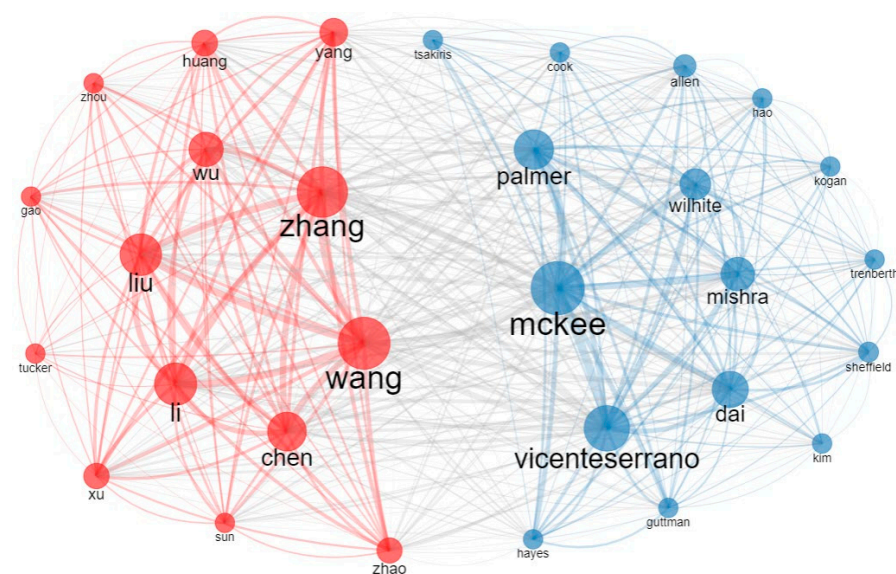 yang
tsakiris
huang
cook
allen
zhou
hao
wu
palmer
kogan
wilhite
gao
zhang
trenberth
liu
mishra
mckee
tucker
sheffield
wang
li
dai
chen
vicenteserrano
kim
xu
guttman
sun
hayes
zhao